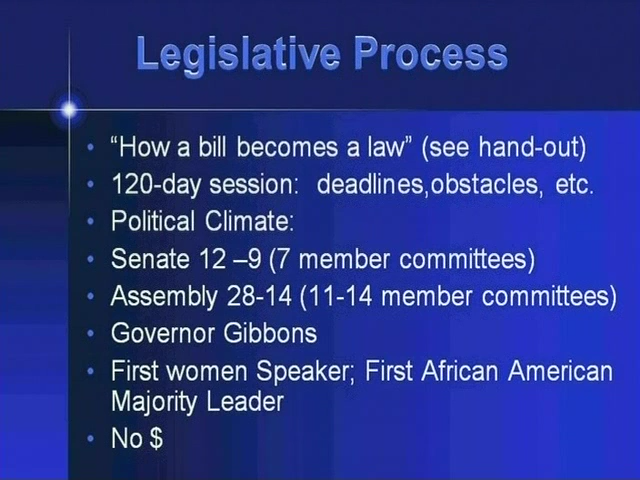 Legislative Process
• “How a bill becomes a law” (see hand-out)
• 120-day session:  deadlines,obstacles, etc.
• Political Climate:
• Senate 12 –9 (7 member committees)
• Assembly 28-14 (11-14 member committees)
• Governor Gibbons
• First women Speaker; First African American
Majority Leader
• No $